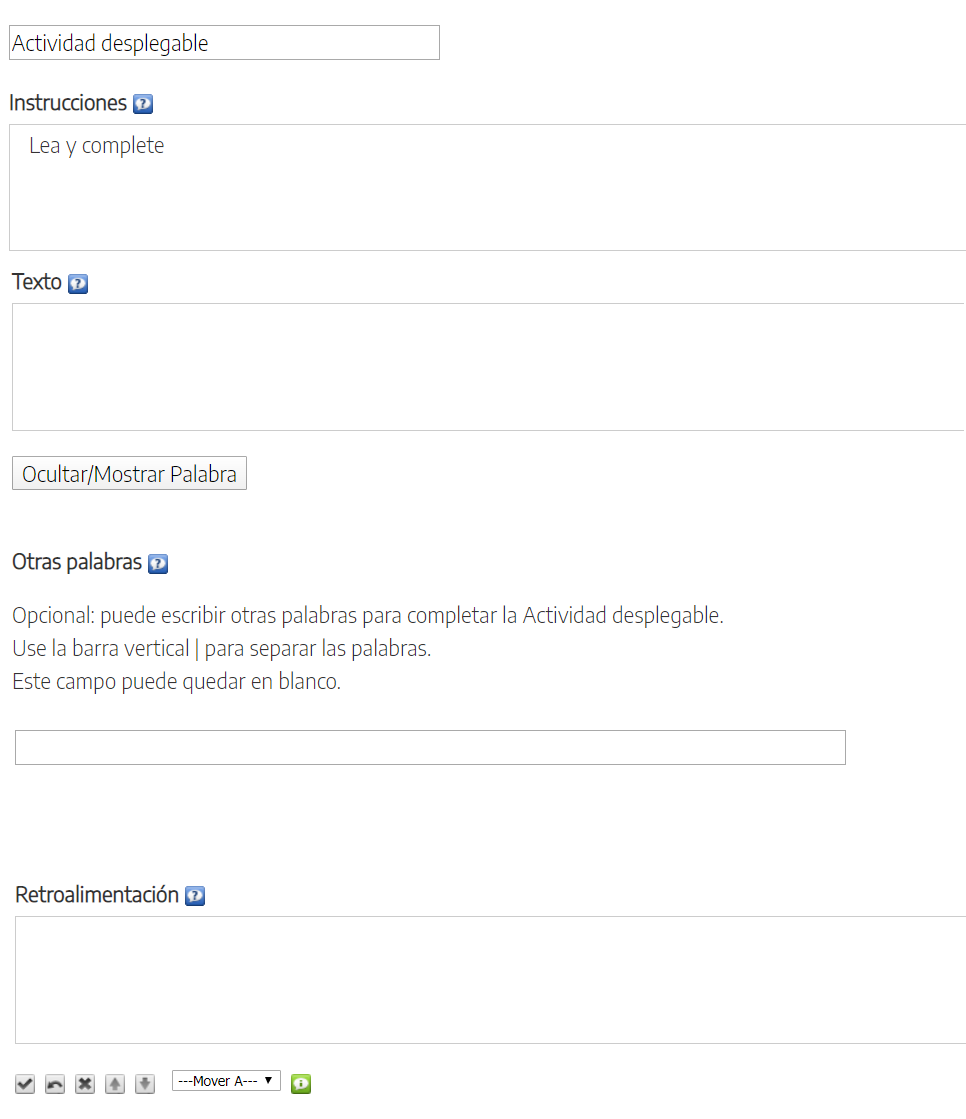 Actividad desplegable
Instrucciones
Lea y complete
Texto
Ocultar/Mostrar Palabra
Otras palabras
Opcional: puede escribir otras palabras para completar la Actividad desplegable.
Use la barra vertical | para separar las palabras.
Este campo puede quedar en blanco.
Retroalimentación
---Mover A---